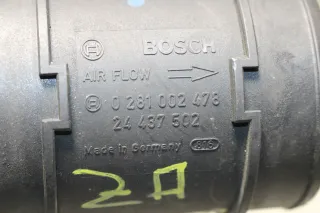 BOSCH
AIR FLOW
0 281 002 478
24 437 502
Made in Germany